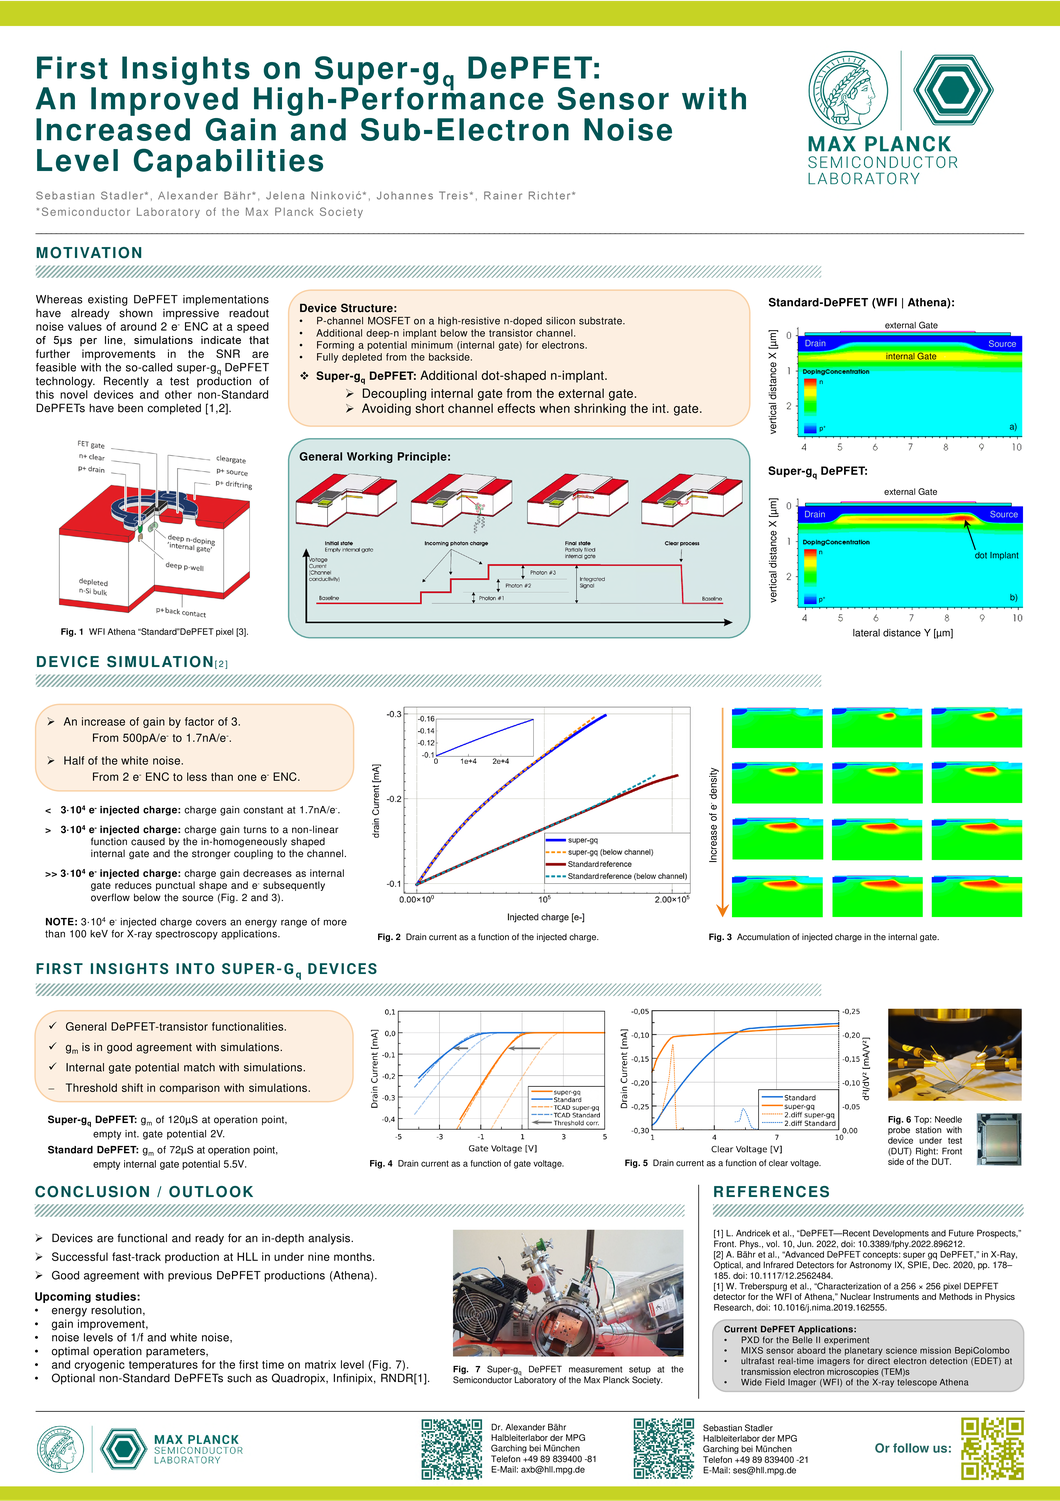 First Insights on Super-gq DePFET:
An Improved High-Performance Sensor with
Increased Gain and Sub-Electron Noise
Level Capabilities
Sebastian Stadler*, Alexander Bähr*, Jelena Ninković*, Johannes Treis*, Rainer Richter*
*Semiconductor Laboratory of the Max Planck Society
MAX PLANCK
SEMICONDUCTOR
LABORATORY
MOTIVATION
Whereas existing DePFET implementations
have already shown impressive readout
noise values of around 2 e- ENC at a speed
of 5µs per line, simulations indicate that
further improvements in the SNR are
feasible with the so-called super-gq DePFET
technology. Recently a test production of
this novel devices and other non-Standard
DePFETs have been completed [1,2].
FET gate
n+ clear
p+ drain
cleargate
p+ source
p+ driftring
deep n-doping
'internal gate'
deep p-well
depleted
n-Si bulk
p+ back contact
Fig. 1 WFI Athena "Standard"DePFET pixel [3].
Device Structure:
• P-channel MOSFET on a high-resistive n-doped silicon substrate.
• Additional deep-n implant below the transistor channel.
• Forming a potential minimum (internal gate) for electrons.
• Fully depleted from the backside.
❖ Super-gq DePFET: Additional dot-shaped n-implant.
➢ Decoupling internal gate from the external gate.
➢ Avoiding short channel effects when shrinking the int. gate.
General Working Principle:
Initial state
Empty internal gate
Incoming photon charge
Final state
Partially filled
internal gate
Clear process
Voltage
Current
(Channel
conductivity)
Baseline
Photon #1
Photon #2
Photon #3
Integrated
Signal
Baseline
Standard-DePFET (WFI | Athena):
external Gate
Drain
Source
internal Gate
DopingConcentration
n
p+
a)
vertical distance X [µm]
0
1
2
4 5 6 7 8 9 10
Super-gq DePFET:
external Gate
Drain
Source
DopingConcentration
n
p+
dot Implant
b)
vertical distance X [µm]
0
1
2
4 5 6 7 8 9 10
lateral distance Y [µm]
DEVICE SIMULATION[2]
➢ An increase of gain by factor of 3.
From 500pA/e- to 1.7nA/e-.
➢ Half of the white noise.
From 2 e- ENC to less than one e- ENC.
< 3·10⁴ e- injected charge: charge gain constant at 1.7nA/e-.
> 3·10⁴ e- injected charge: charge gain turns to a non-linear
function caused by the in-homogeneously shaped
internal gate and the stronger coupling to the channel.
>> 3·10⁴ e- injected charge: charge gain decreases as internal
gate reduces punctual shape and e- subsequently
overflow below the source (Fig. 2 and 3).
NOTE: 3·10⁴ e- injected charge covers an energy range of more
than 100 keV for X-ray spectroscopy applications.
drain Current [mA]
-0.3
-0.2
-0.1
-0.16
-0.14
-0.12
-0.1
0 1e+4 2e+4
super-gq
super-gq (below channel)
Standard reference
Standard reference (below channel)
0.00×10⁰ 10⁵ 2.00×10⁵
Injected charge [e-]
Fig. 2 Drain current as a function of the injected charge.
Increase of e- density
Fig. 3 Accumulation of injected charge in the internal gate.
FIRST INSIGHTS INTO SUPER-Gq DEVICES
✓ General DePFET-transistor functionalities.
✓ gm is in good agreement with simulations.
✓ Internal gate potential match with simulations.
– Threshold shift in comparison with simulations.
Super-gq DePFET: gm of 120µS at operation point,
empty int. gate potential 2V.
Standard DePFET: gm of 72µS at operation point,
empty internal gate potential 5.5V.
Drain Current [mA]
0,1
0,0
-0,1
-0,2
-0,3
-0,4
super-gq
Standard
TCAD super-gq
TCAD Standard
Threshold corr.
-5 -3 -1 1 3 5
Gate Voltage [V]
Fig. 4 Drain current as a function of gate voltage.
Drain Current [mA]
-0,05
-0,10
-0,15
-0,20
-0,25
-0,30
-0,25
-0,20
-0,15
-0,10
-0,05
0,00
d²I/dV² [mA/V²]
Standard
super-gq
2.diff super-gq
2.diff Standard
1 4 7 10
Clear Voltage [V]
Fig. 5 Drain current as a function of clear voltage.
Fig. 6 Top: Needle
probe station with
device under test
(DUT) Right: Front
side of the DUT.
CONCLUSION / OUTLOOK
➢ Devices are functional and ready for an in-depth analysis.
➢ Successful fast-track production at HLL in under nine months.
➢ Good agreement with previous DePFET productions (Athena).
Upcoming studies:
• energy resolution,
• gain improvement,
• noise levels of 1/f and white noise,
• optimal operation parameters,
• and cryogenic temperatures for the first time on matrix level (Fig. 7).
• Optional non-Standard DePFETs such as Quadropix, Infinipix, RNDR[1].
Fig. 7 Super-gq DePFET measurement setup at the
Semiconductor Laboratory of the Max Planck Society.
REFERENCES
[1] L. Andricek et al., "DePFET—Recent Developments and Future Prospects,"
Front. Phys., vol. 10, Jun. 2022, doi: 10.3389/fphy.2022.896212.
[2] A. Bähr et al., "Advanced DePFET concepts: super gq DePFET," in X-Ray,
Optical, and Infrared Detectors for Astronomy IX, SPIE, Dec. 2020, pp. 178–
185. doi: 10.1117/12.2562484.
[1] W. Treberspurg et al., "Characterization of a 256 × 256 pixel DEPFET
detector for the WFI of Athena," Nuclear Instruments and Methods in Physics
Research, doi: 10.1016/j.nima.2019.162555.
Current DePFET Applications:
• PXD for the Belle II experiment
• MIXS sensor aboard the planetary science mission BepiColombo
• ultrafast real-time imagers for direct electron detection (EDET) at
transmission electron microscopies (TEM)s
• Wide Field Imager (WFI) of the X-ray telescope Athena
MAX PLANCK
SEMICONDUCTOR
LABORATORY
Dr. Alexander Bähr
Halbleiterlabor der MPG
Garching bei München
Telefon +49 89 839400 -81
E-Mail: axb@hll.mpg.de
Sebastian Stadler
Halbleiterlabor der MPG
Garching bei München
Telefon +49 89 839400 -21
E-Mail: ses@hll.mpg.de
Or follow us: